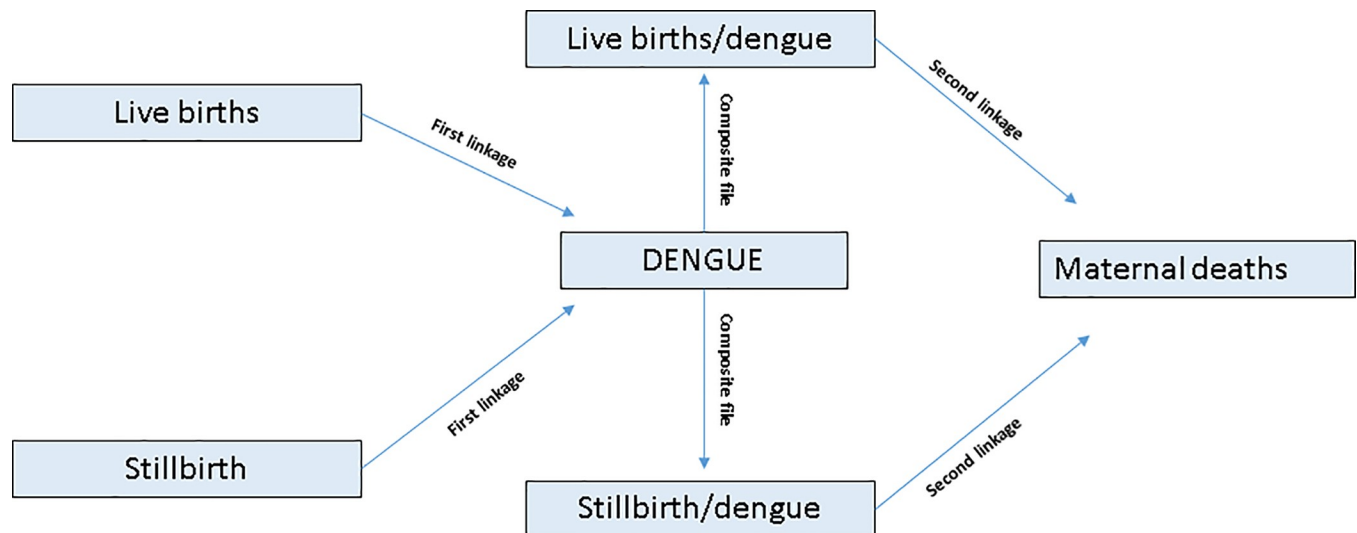 Live births/dengue
Live births
First linkage
Composite file
Second linkage
DENGUE
Maternal deaths
First linkage
Composite file
Second linkage
Stillbirth
Stillbirth/dengue